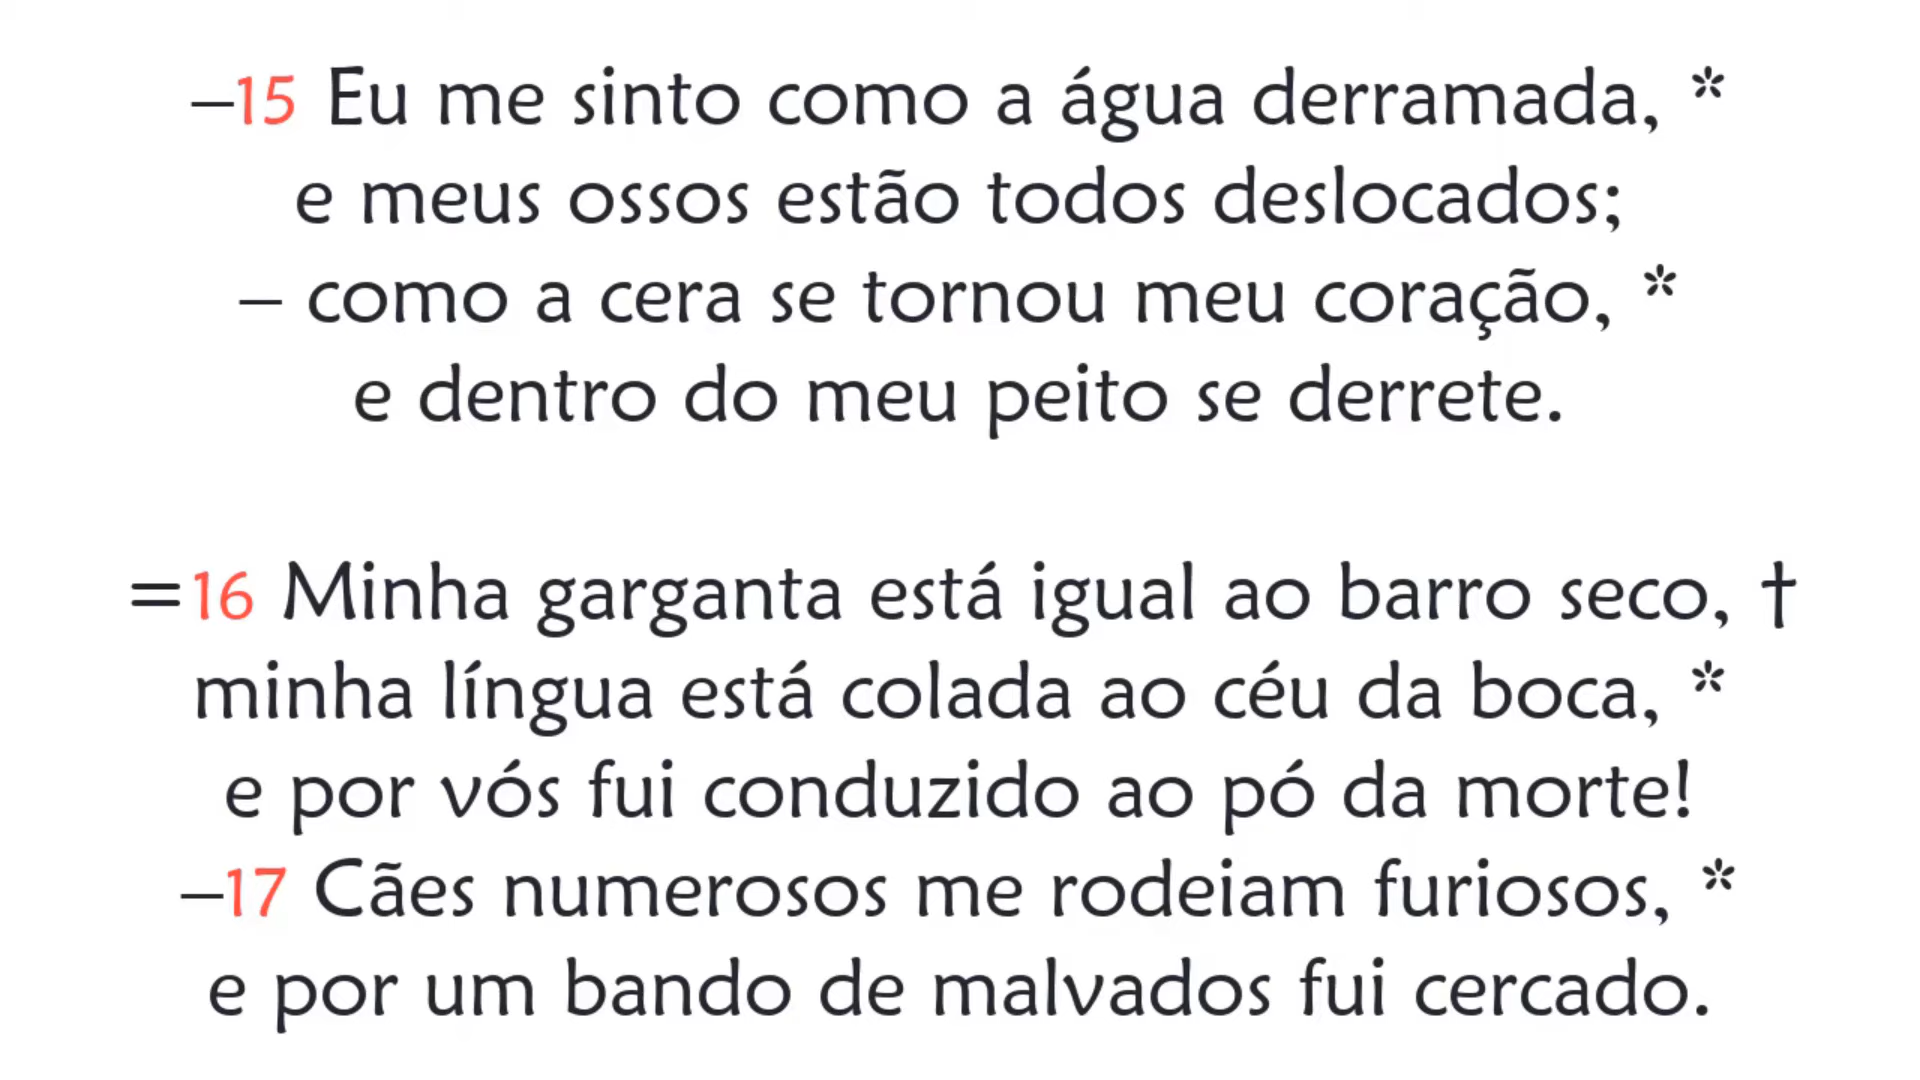 –15 Eu me sinto como a água derramada, *
e meus ossos estão todos deslocados;
– como a cera se tornou meu coração, *
e dentro do meu peito se derrete.
=16 Minha garganta está igual ao barro seco, †
minha língua está colada ao céu da boca, *
e por vós fui conduzido ao pó da morte!
–17 Cães numerosos me rodeiam furiosos, *
e por um bando de malvados fui cercado.